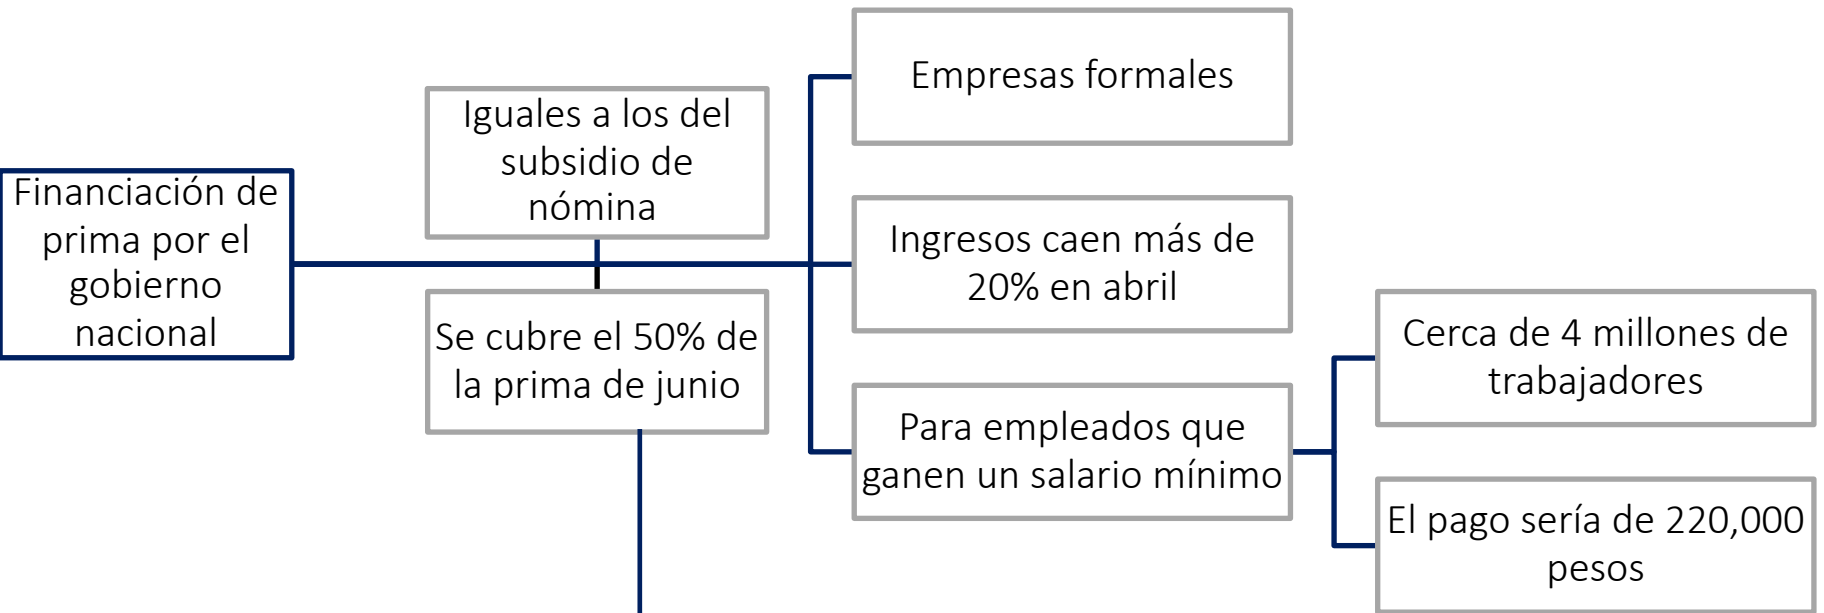 Financiación de
prima por el
gobierno
nacional
Iguales a los del
subsidio de
nómina
Se cubre el 50% de
la prima de junio
Empresas formales
Ingresos caen más de
20% en abril
Para empleados que
ganen un salario mínimo
Cerca de 4 millones de
trabajadores
El pago sería de 220,000
pesos